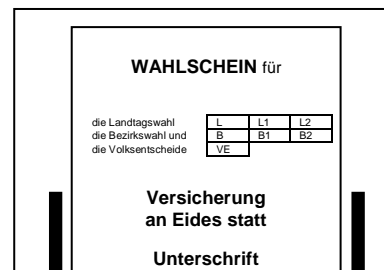 WAHLSCHEIN für
die Landtagswahl L L1 L2
die Bezirkswahl und B B1 B2
die Volksentscheide VE
Versicherung
an Eides statt
Unterschrift